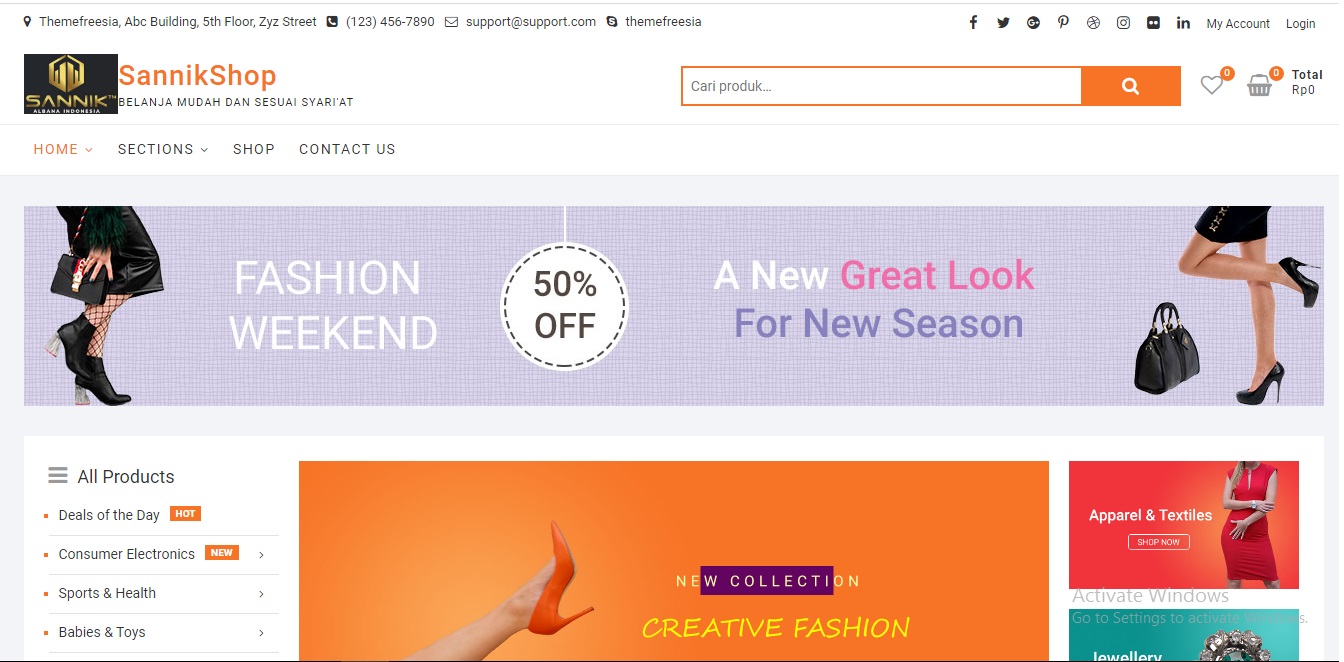 Themefreesia, Abc Building, 5th Floor, Zyz Street (123) 456-7890 support@support.com themefreesia
My Account Login
SANNIK™
ALBANA INDONESIA
SannikShop
BELANJA MUDAH DAN SESUAI SYARI'AT
Cari produk...
0
0
Total
Rp0
HOME SECTIONS SHOP CONTACT US
FASHION
WEEKEND
50%
OFF
A New Great Look
For New Season
All Products
Deals of the Day HOT
Consumer Electronics NEW
Sports & Health
Babies & Toys
NEW COLLECTION
CREATIVE FASHION
Apparel & Textiles
SHOP NOW
Activate Windows
Go to Settings to activate Windows.
Jewellery